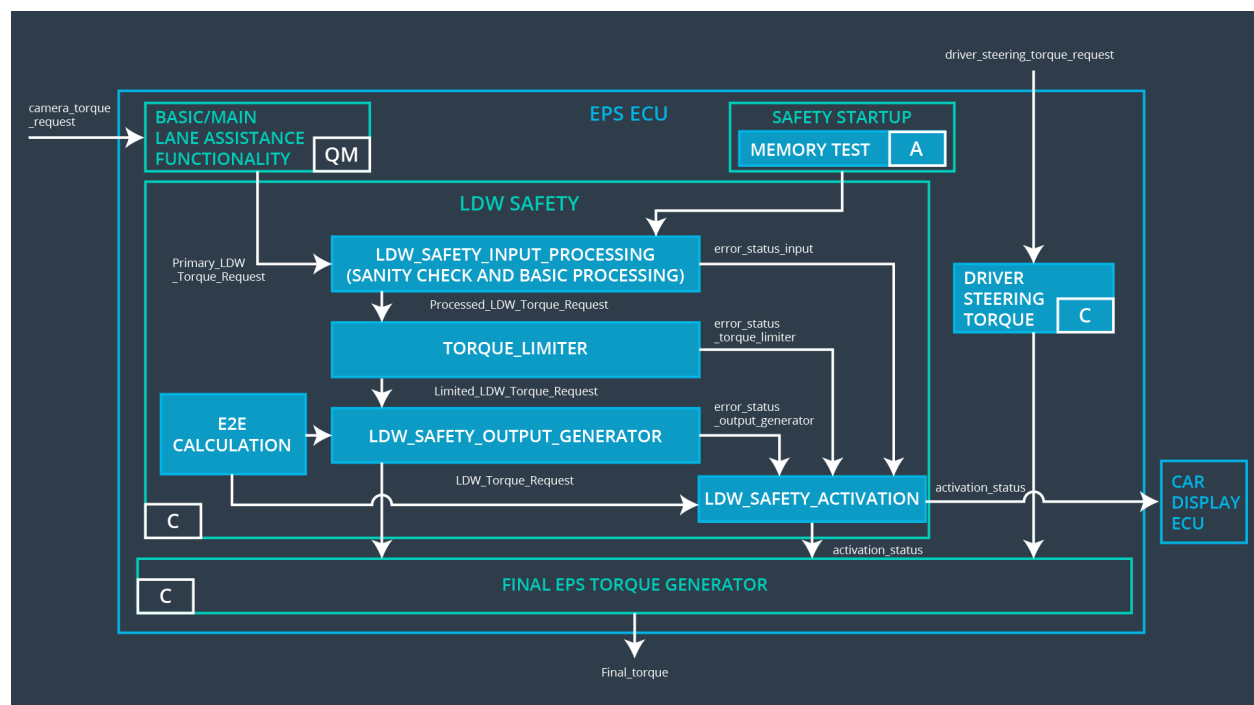 driver_steering_torque_request
camera_torque
_request
EPS ECU
BASIC/MAIN
LANE ASSISTANCE
FUNCTIONALITY
QM
SAFETY STARTUP
MEMORY TEST
A
LDW SAFETY
LDW_SAFETY_INPUT_PROCESSING
(SANITY CHECK AND BASIC PROCESSING)
error_status_input
Primary_LDW
_Torque_Request
DRIVER
STEERING
TORQUE
C
Processed_LDW_Torque_Request
TORQUE_LIMITER
error_status
_torque_limiter
Limited_LDW_Torque_Request
E2E
CALCULATION
LDW_SAFETY_OUTPUT_GENERATOR
error_status
_output_generator
LDW_Torque_Request
LDW_SAFETY_ACTIVATION
activation_status
CAR
DISPLAY
ECU
C
activation_status
FINAL EPS TORQUE GENERATOR
C
Final_torque